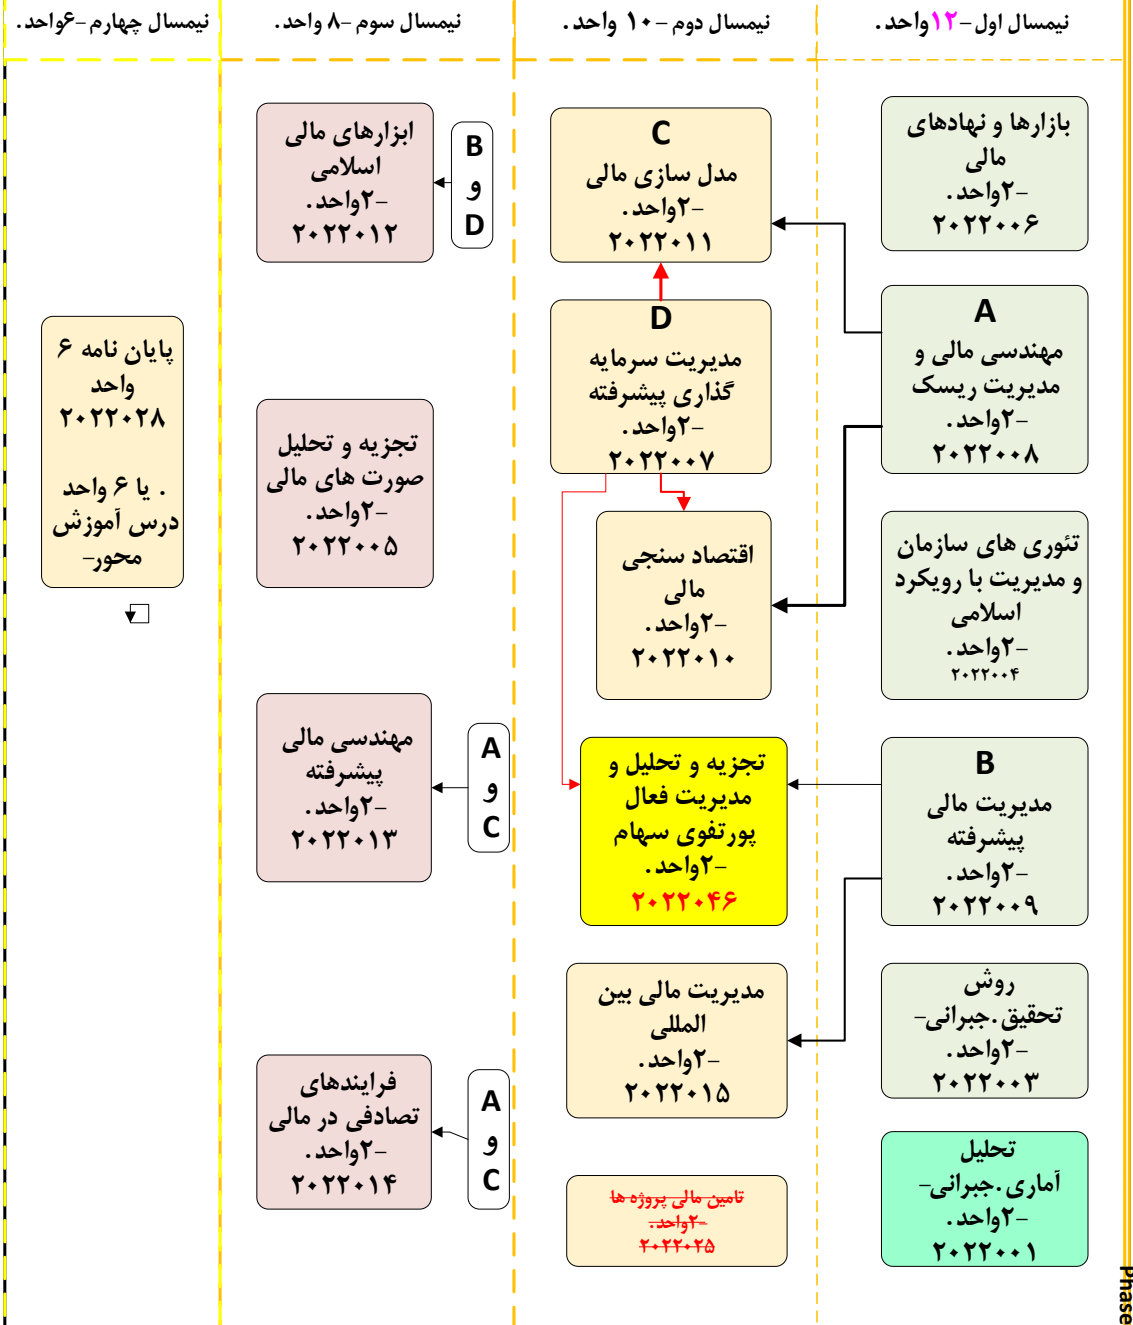 نیمسال اول-۱۲واحد.
نیمسال دوم -۱۰ واحد.
نیمسال سوم -۸ واحد.
نیمسال چهارم -۶واحد.
بازارها و نهادهای
مالی
-۲واحد.
۲۰۲۲۰۰۶
A
مهندسی مالی و
مدیریت ریسک
-۲واحد.
۲۰۲۲۰۰۸
تئوری های سازمان
و مدیریت با رویکرد
اسلامی
-۲واحد.
۲۰۲۲۰۰۴
B
مدیریت مالی
پیشرفته
-۲واحد.
۲۰۲۲۰۰۹
روش
تحقیق.جبرانی-
-۲واحد.
۲۰۲۲۰۰۳
تحلیل
آماری.جبرانی-
-۲واحد.
۲۰۲۲۰۰۱
C
مدل سازی مالی
-۲واحد.
۲۰۲۲۰۱۱
D
مدیریت سرمایه
گذاری پیشرفته
-۲واحد.
۲۰۲۲۰۰۷
اقتصاد سنجی
مالی
-۲واحد.
۲۰۲۲۰۱۰
تجزیه و تحلیل و
مدیریت فعال
پورتفوی سهام
-۲واحد.
۲۰۲۲۰۴۶
مدیریت مالی بین
المللی
-۲واحد.
۲۰۲۲۰۱۵
تامین مالی پروژه ها
-۲واحد.
۲۰۲۲۰۲۵
B
و
D
ابزارهای مالی
اسلامی
-۲واحد.
۲۰۲۲۰۱۲
تجزیه و تحلیل
صورت های مالی
-۲واحد.
۲۰۲۲۰۰۵
A
و
C
مهندسی مالی
پیشرفته
-۲واحد.
۲۰۲۲۰۱۳
A
و
C
فرایندهای
تصادفی در مالی
-۲واحد.
۲۰۲۲۰۱۴
پایان نامه ۶
واحد
۲۰۲۲۰۲۸
. یا ۶ واحد
درس آموزش
محور-
Phase